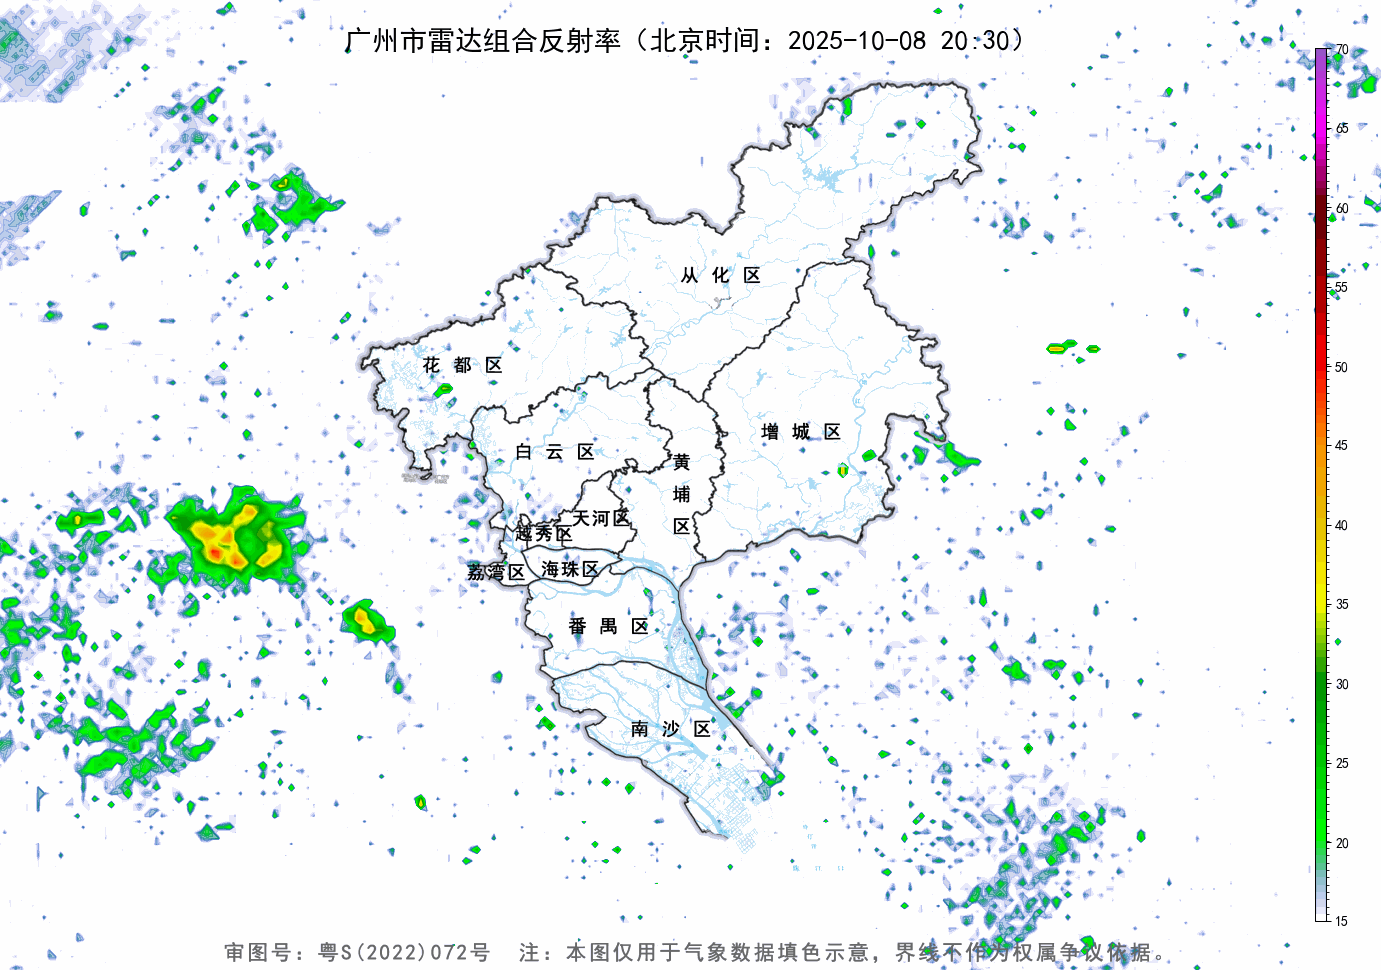 广州市雷达组合反射率（北京时间：2025-10-08 20:30）
70
65
60
55
50
45
40
35
30
25
20
15
从化区
花都区
增城区
白云区
黄埔区
天河区
越秀区
海珠区
荔湾区
番禺区
南沙区
审图号：粤S(2022)072号 注：本图仅用于气象数据填色示意，界线不作为权属争议依据。